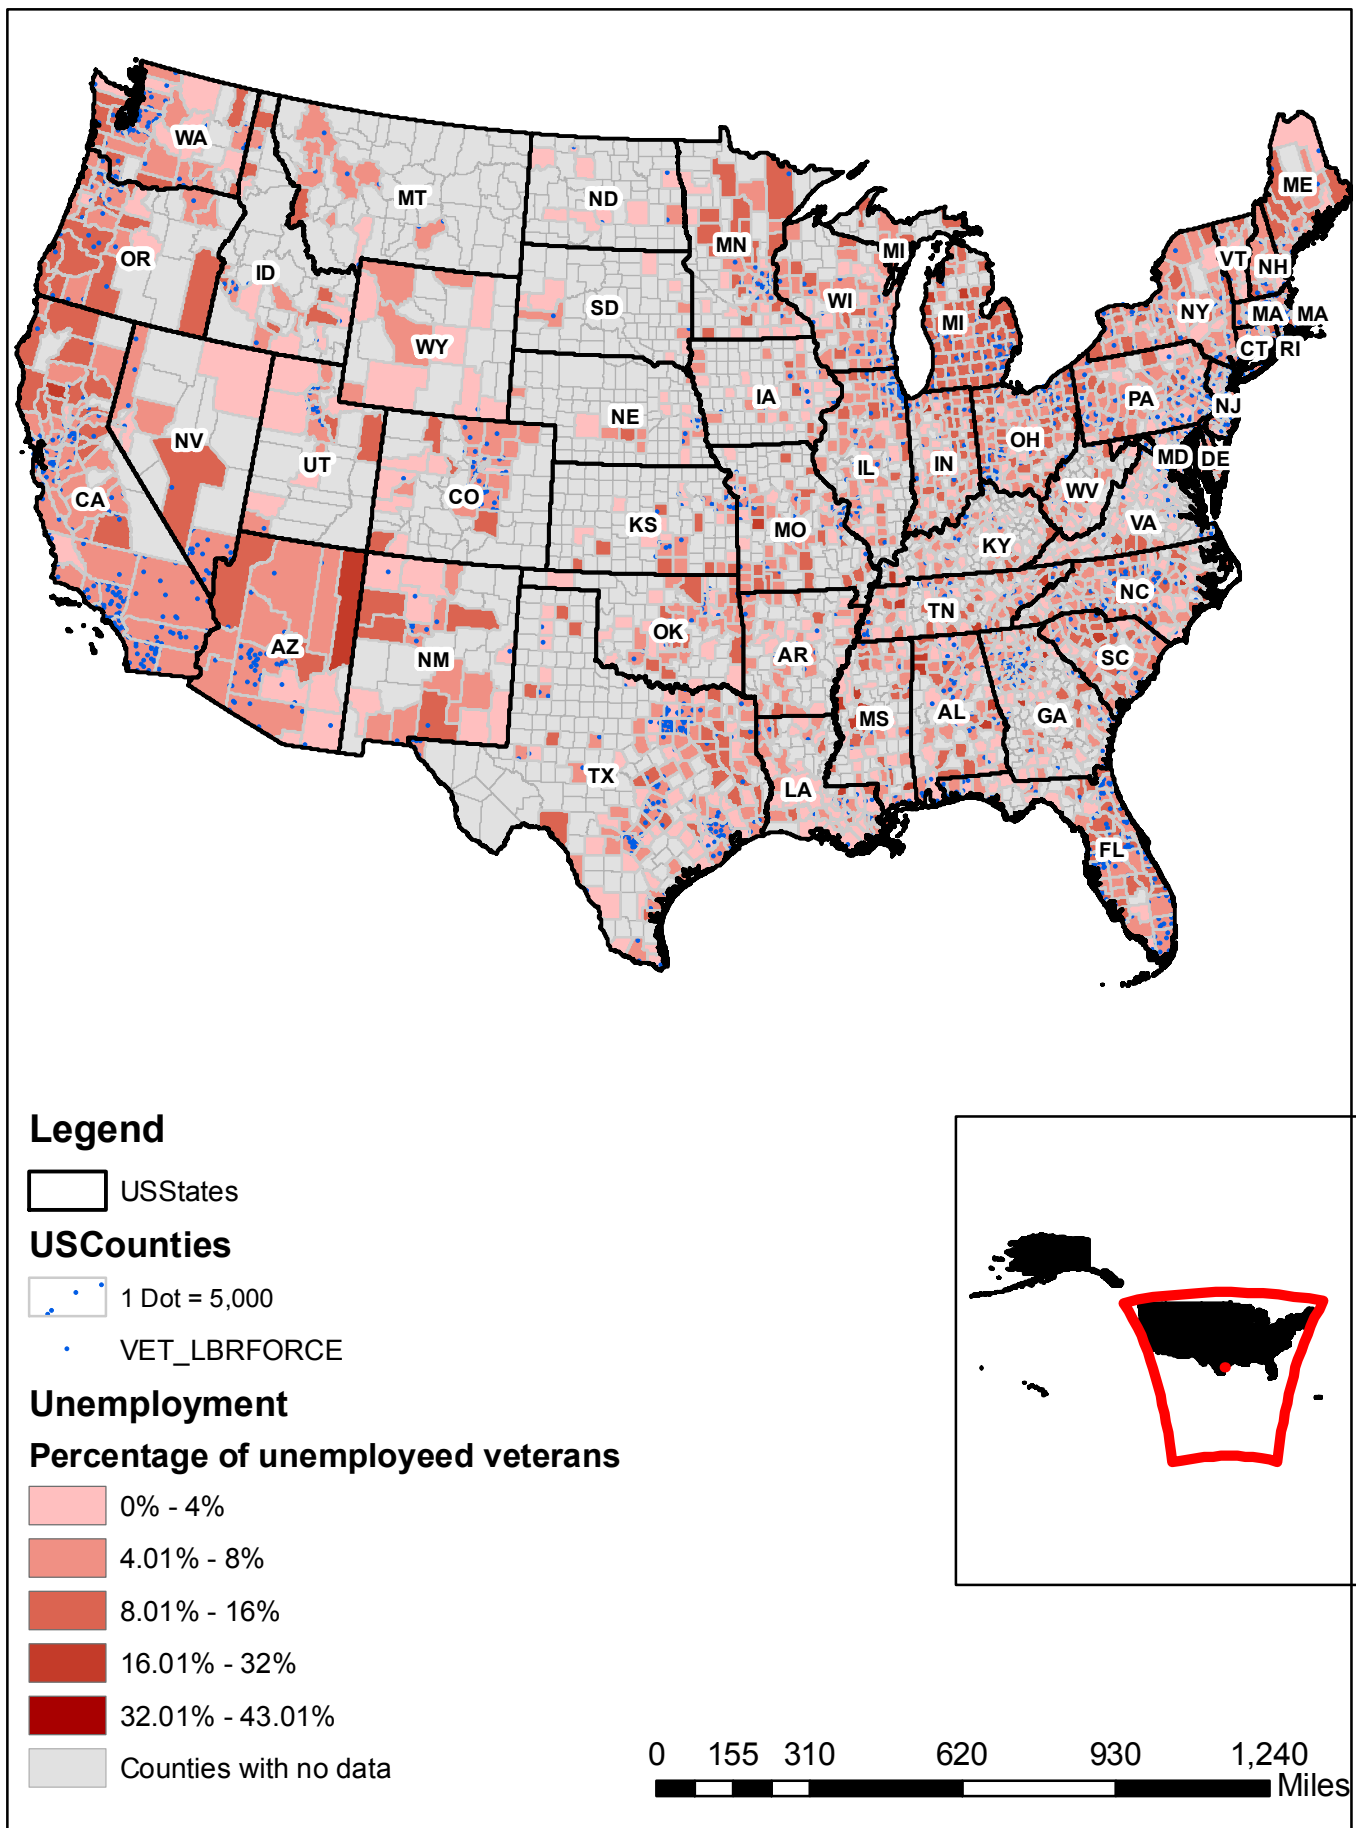 WA
MT
ND
MN
ME
OR
ID
SD
WI
MI
MI
VT
NH
NY
MA
MA
WY
CT
RI
NE
IA
PA
NJ
NV
UT
CO
IL
IN
OH
MD
DE
WV
CA
KS
MO
KY
VA
AZ
NM
OK
AR
TN
NC
SC
MS
AL
GA
TX
LA
FL
Legend
USStates
USCounties
1 Dot = 5,000
VET_LBRFORCE
Unemployment
Percentage of unemployeed veterans
0% - 4%
4.01% - 8%
8.01% - 16%
16.01% - 32%
32.01% - 43.01%
Counties with no data
0 155 310 620 930 1,240
Miles